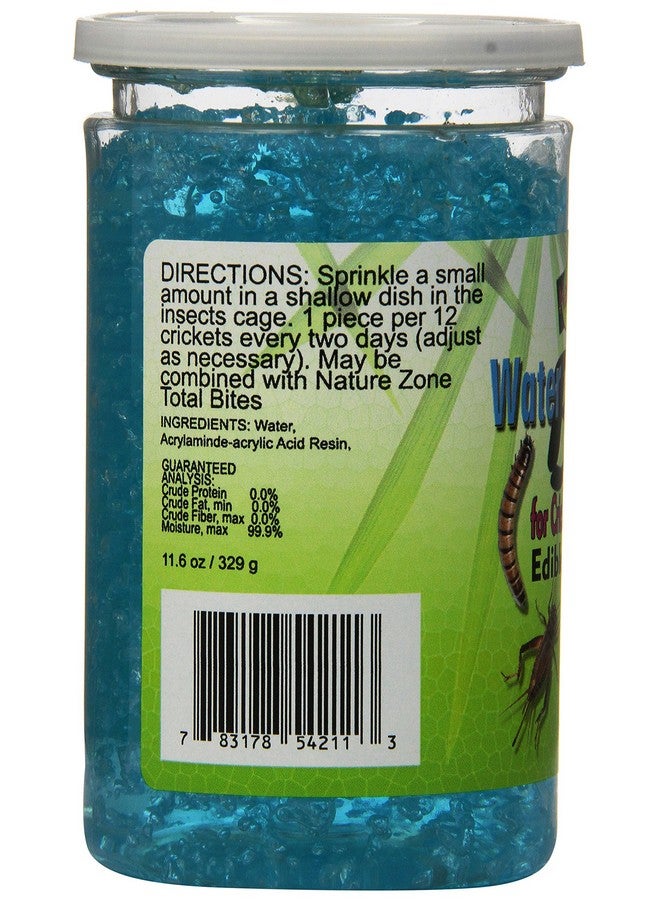 DIRECTIONS: Sprinkle a small
amount in a shallow dish in the
insects cage. 1 piece per 12
crickets every two days (adjust
as necessary). May be
combined with Nature Zone
Total Bites
INGREDIENTS: Water,
Acrylaminde-acrylic Acid Resin,
GUARANTEED
ANALYSIS:
Crude Protein 0.0%
Crude Fat, min 0.0%
Crude Fiber, max 0.0%
Moisture, max 99.9%
11.6 oz / 329 g
7 83178 54211 3
Water
for